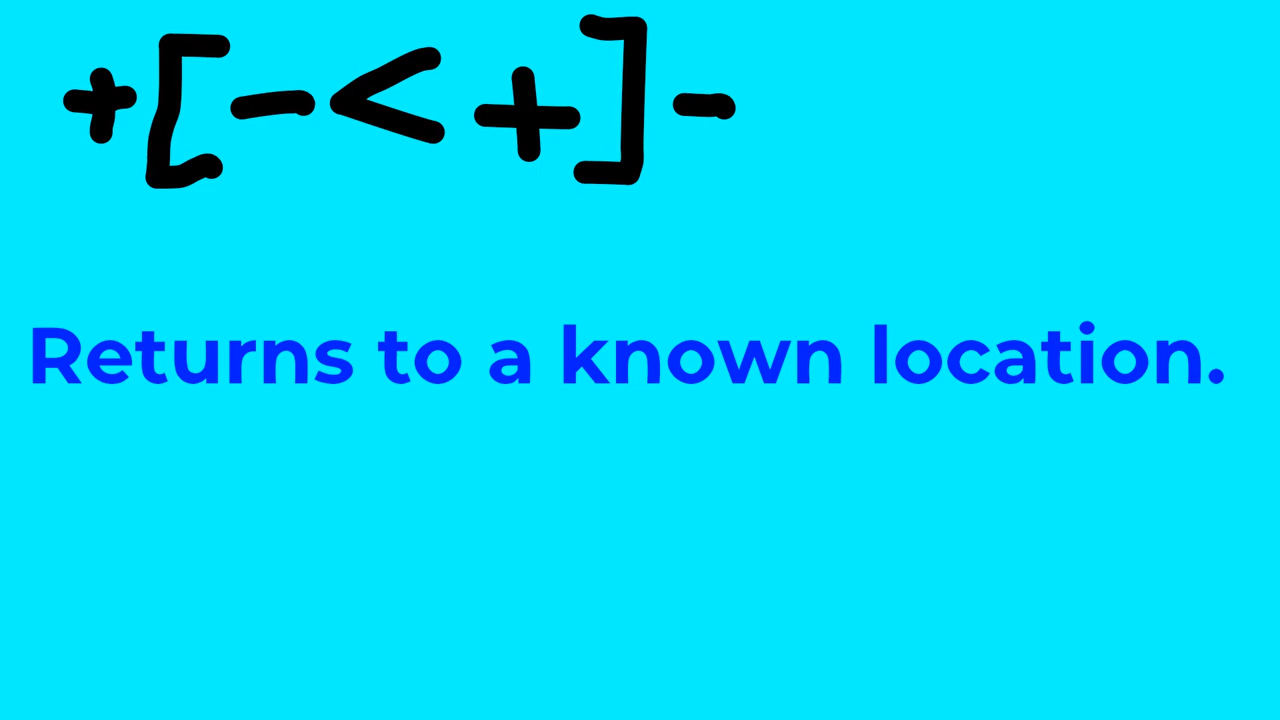 +[-<+]-
Returns to a known location.